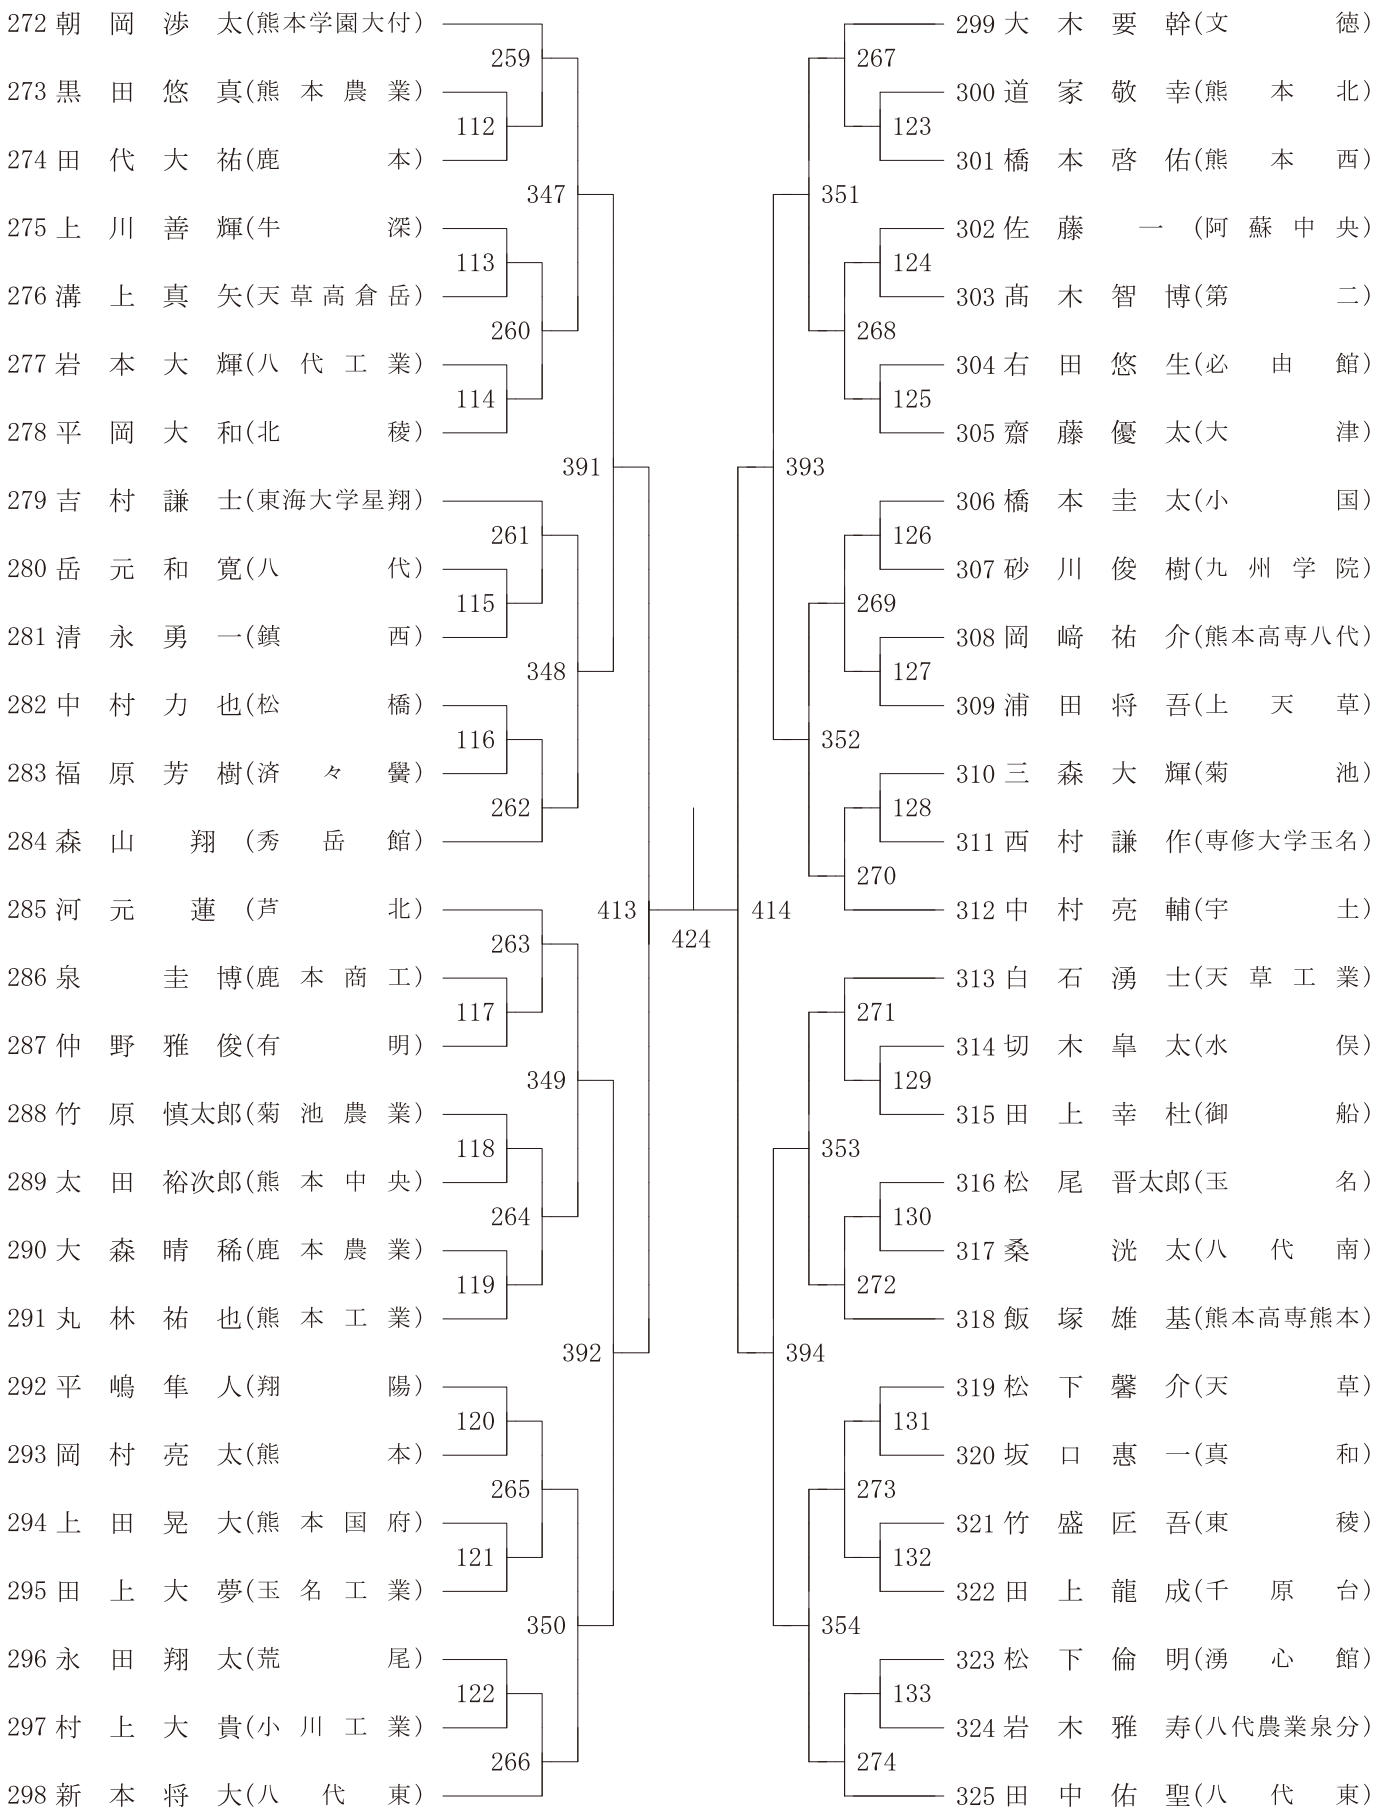 272 朝岡渉太(熊本学園大付)
259
273 黒田悠真(熊本農業)
112
274 田代大祐(鹿本)
347
275 上川善輝(牛深)
113
276 溝上真矢(天草高倉岳)
260
277 岩本大輝(八代工業)
114
278 平岡大和(北稜)
391
279 吉村謙士(東海大学星翔)
261
280 岳元和寛(八代)
115
281 清永勇一(鎮西)
348
282 中村力也(松橋)
116
283 福原芳樹(済々黌)
262
284 森山翔(秀岳館)
285 河元蓮(芦北)
413
263
286 泉圭博(鹿本商工)
117
287 仲野雅俊(有明)
349
288 竹原慎太郎(菊池農業)
118
289 太田裕次郎(熊本中央)
264
290 大森晴稀(鹿本農業)
119
291 丸林祐也(熊本工業)
392
292 平嶋隼人(翔陽)
120
293 岡村亮太(熊本)
265
294 上田晃大(熊本国府)
121
295 田上大夢(玉名工業)
350
296 永田翔太(荒尾)
122
297 村上大貴(小川工業)
266
298 新本将大(八代東)
424
299 大木要幹(文徳)
267
300 道家敬幸(熊本北)
123
301 橋本啓佑(熊本西)
351
302 佐藤一(阿蘇中央)
124
303 髙木智博(第二)
268
304 右田悠生(必由館)
125
305 齋藤優太(大津)
393
306 橋本圭太(小国)
126
307 砂川俊樹(九州学院)
269
308 岡﨑祐介(熊本高専八代)
127
309 浦田将吾(上天草)
352
310 三森大輝(菊池)
128
311 西村謙作(専修大学玉名)
270
312 中村亮輔(宇土)
414
313 白石湧士(天草工業)
271
314 切木皐太(水俣)
129
315 田上幸杜(御船)
353
316 松尾晋太郎(玉名)
130
317 桑洸太(八代南)
272
318 飯塚雄基(熊本高専熊本)
394
319 松下馨介(天草)
131
320 坂口惠一(真和)
273
321 竹盛匠吾(東稜)
132
322 田上龍成(千原台)
354
323 松下倫明(湧心館)
133
324 岩木雅寿(八代農業泉分)
274
325 田中佑聖(八代東)